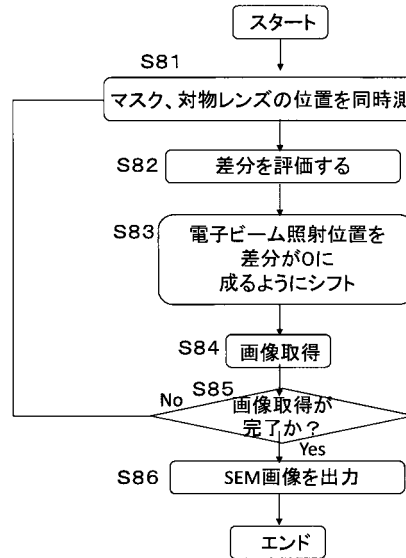 スタート
S81
マスク、対物レンズの位置を同時測
S82
差分を評価する
S83
電子ビーム照射位置を
差分が0に
成るようにシフト
S84
画像取得
S85
No
画像取得が
完了か?
Yes
S86
SEM画像を出力
エンド